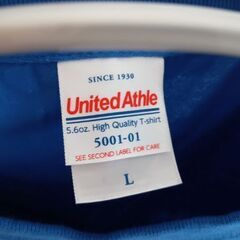 SINCE 1930
United Athle
5.6oz. High Quality T-shirt
5001-01
SEE SECOND LABEL FOR CARE
L